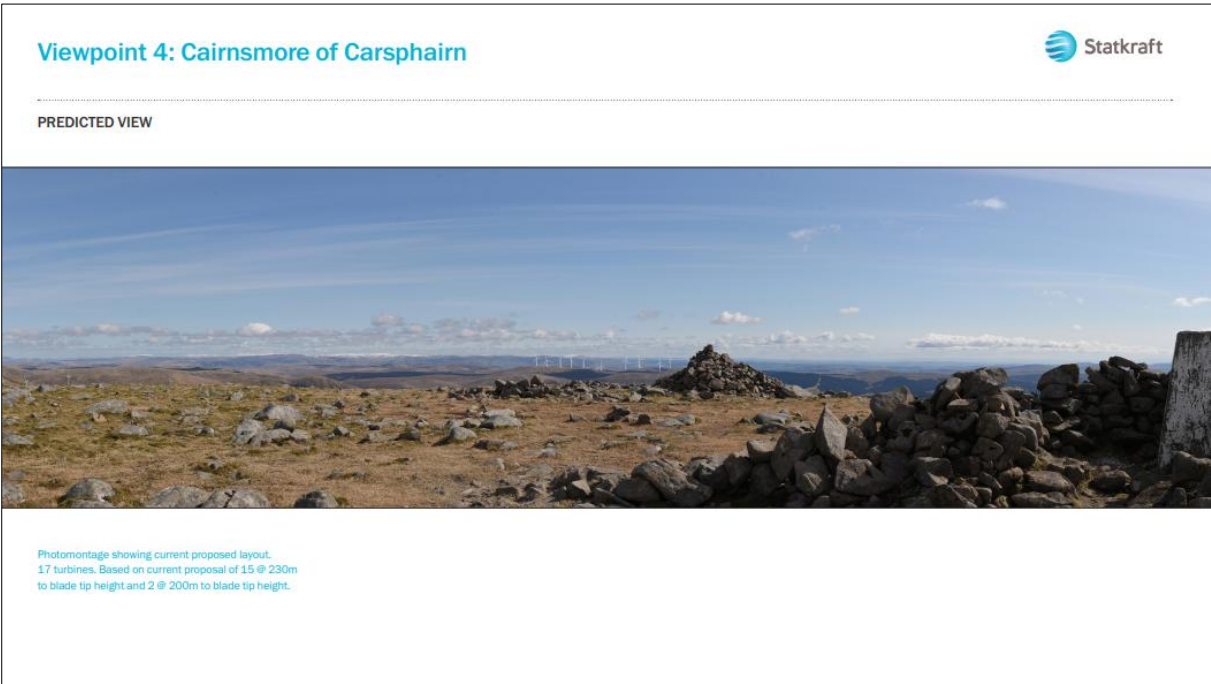 Viewpoint 4: Cairnsmore of Carsphairn
Statkraft
PREDICTED VIEW
Photomontage showing current proposed layout.
17 turbines. Based on current proposal of 15 @ 230m
to blade tip height and 2 @ 200m to blade tip height.